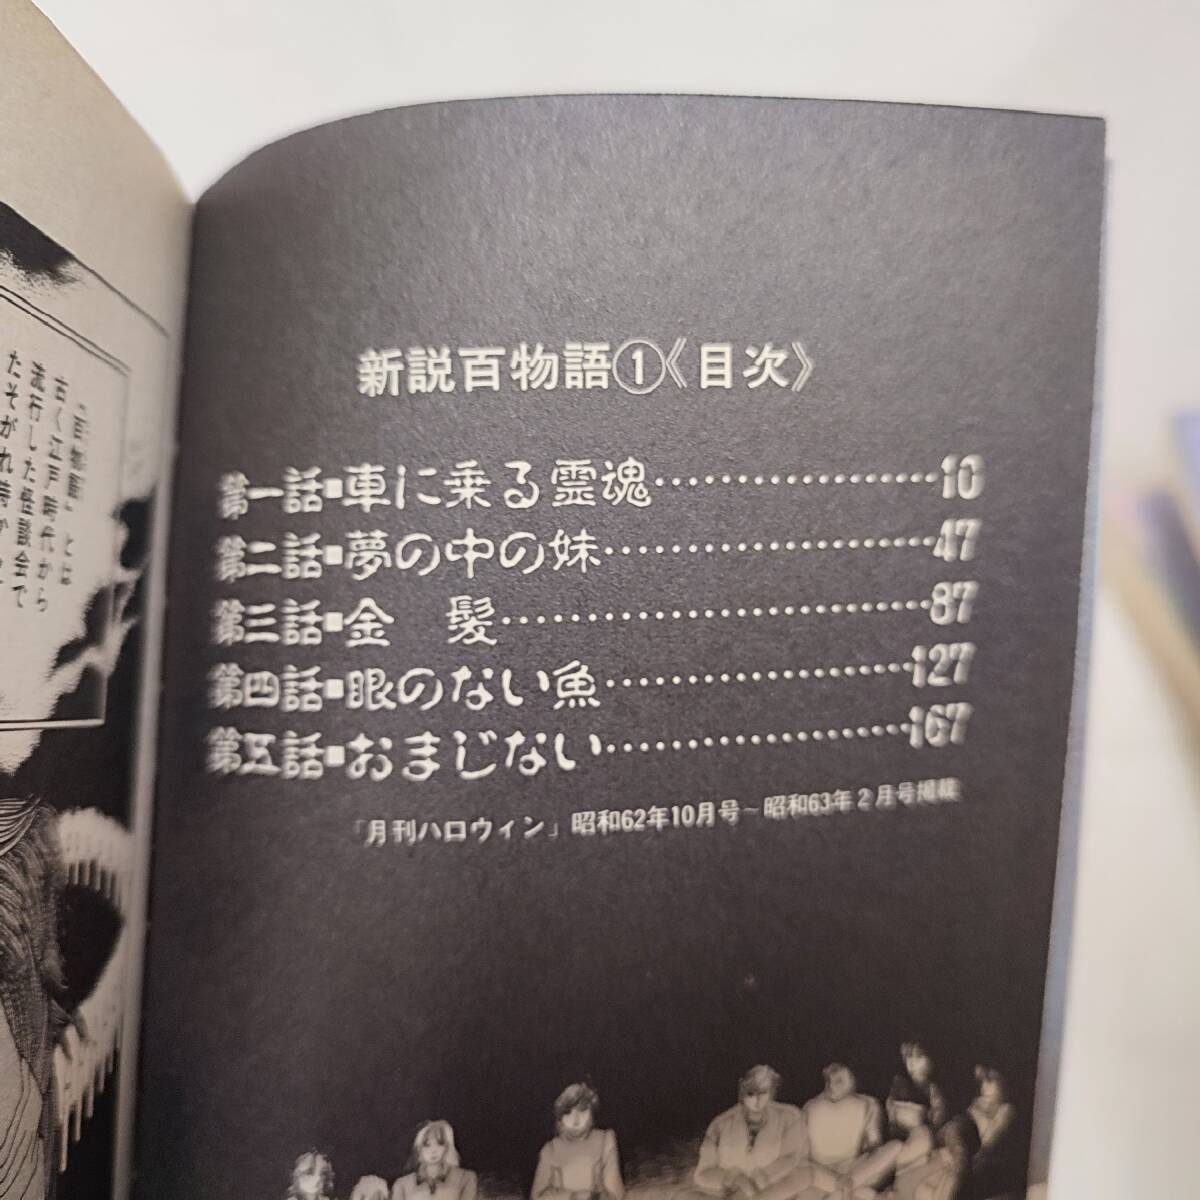 新説百物語①《目次》
第一話■車に乗る霊魂………………10
第二話■夢の中の妹…………………47
第三話■金　髪………………………87
第四話■眼のない魚…………………127
第五話■おまじない…………………167
「月刊ハロウィン」昭和62年10月号～昭和63年2月号掲載
『百物語』とは
古く江戸時代から
流行した怪談会で
たそがれ時か